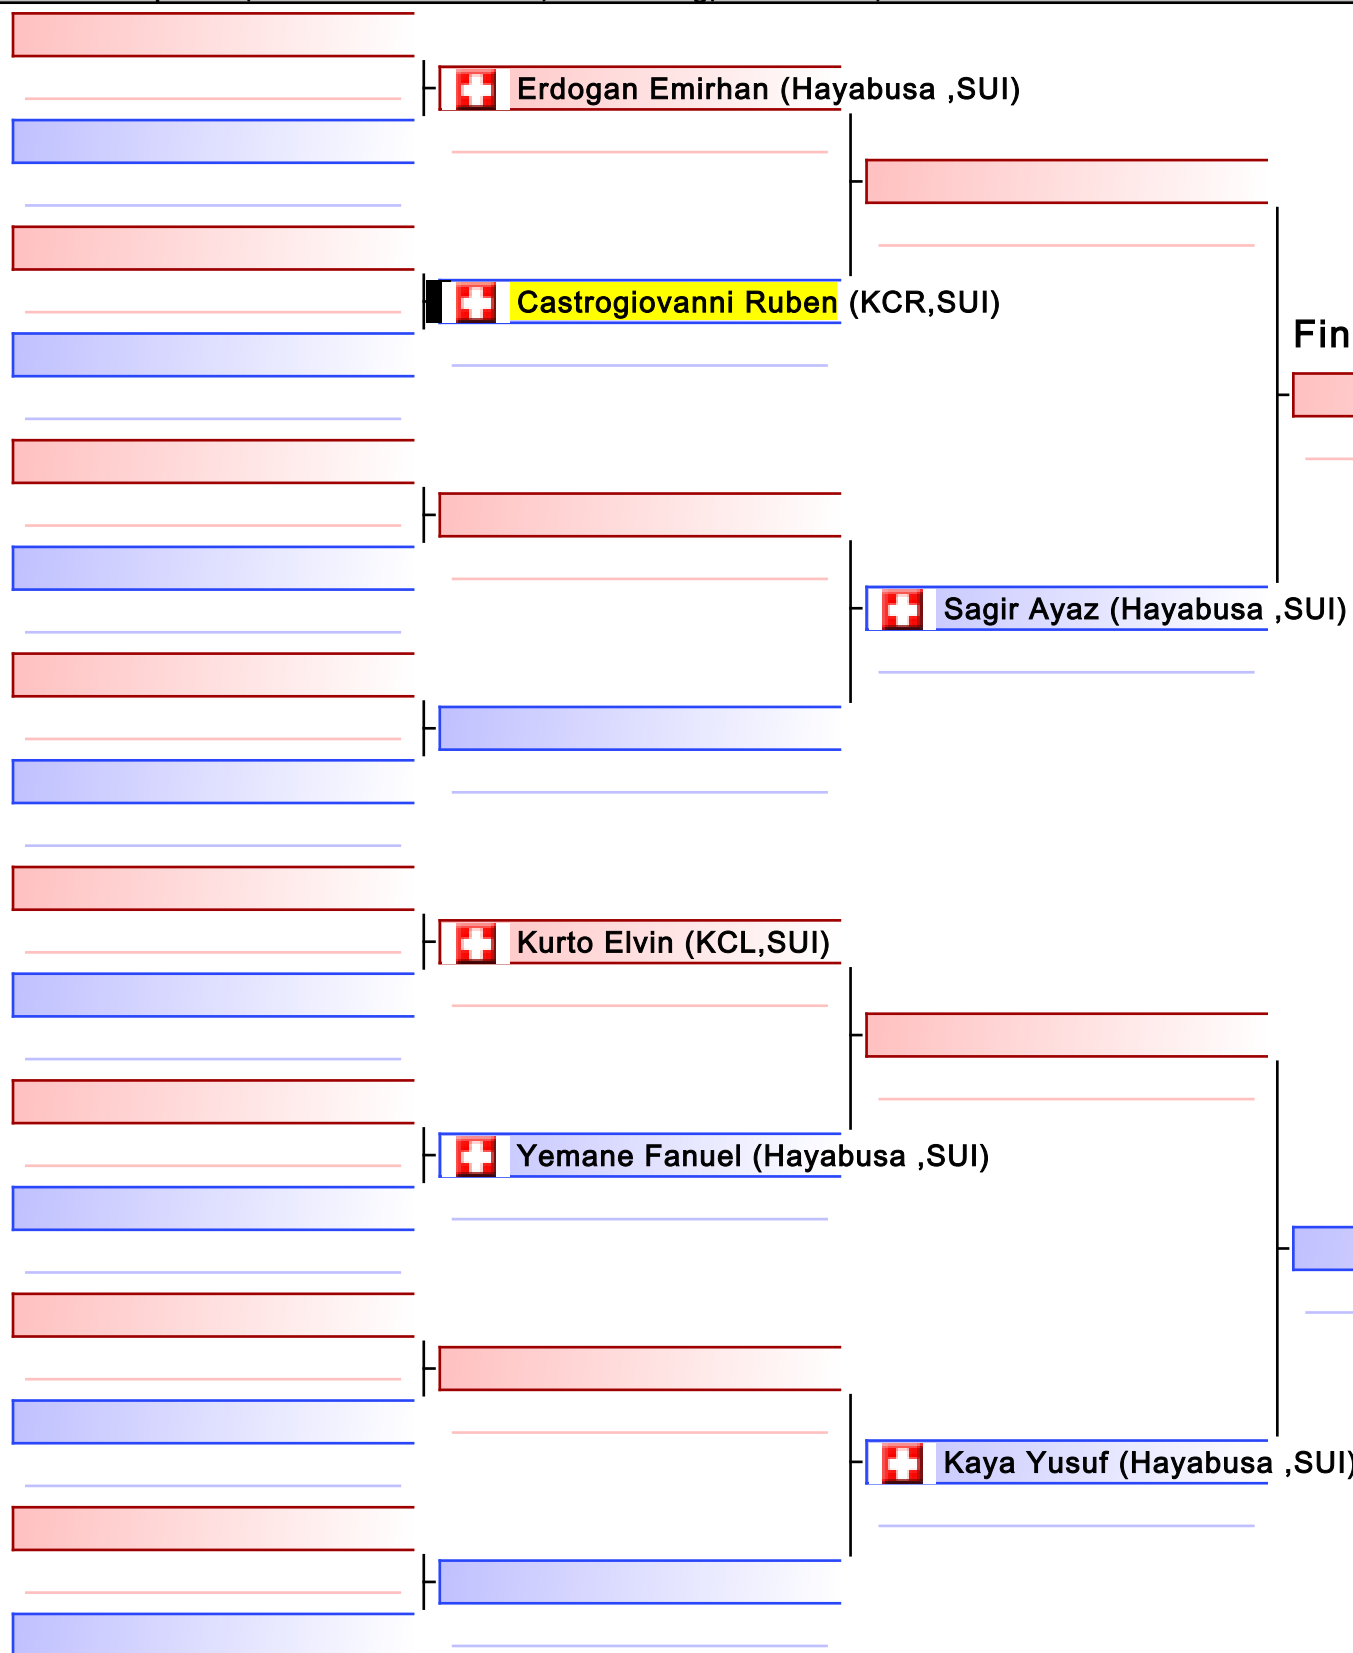 Erdogan Emirhan (Hayabusa ,SUI)
Castrogiovanni Ruben (KCR,SUI)
Fin
Sagir Ayaz (Hayabusa ,SUI)
Kurto Elvin (KCL,SUI)
Yemane Fanuel (Hayabusa ,SUI)
Kaya Yusuf (Hayabusa ,SUI)